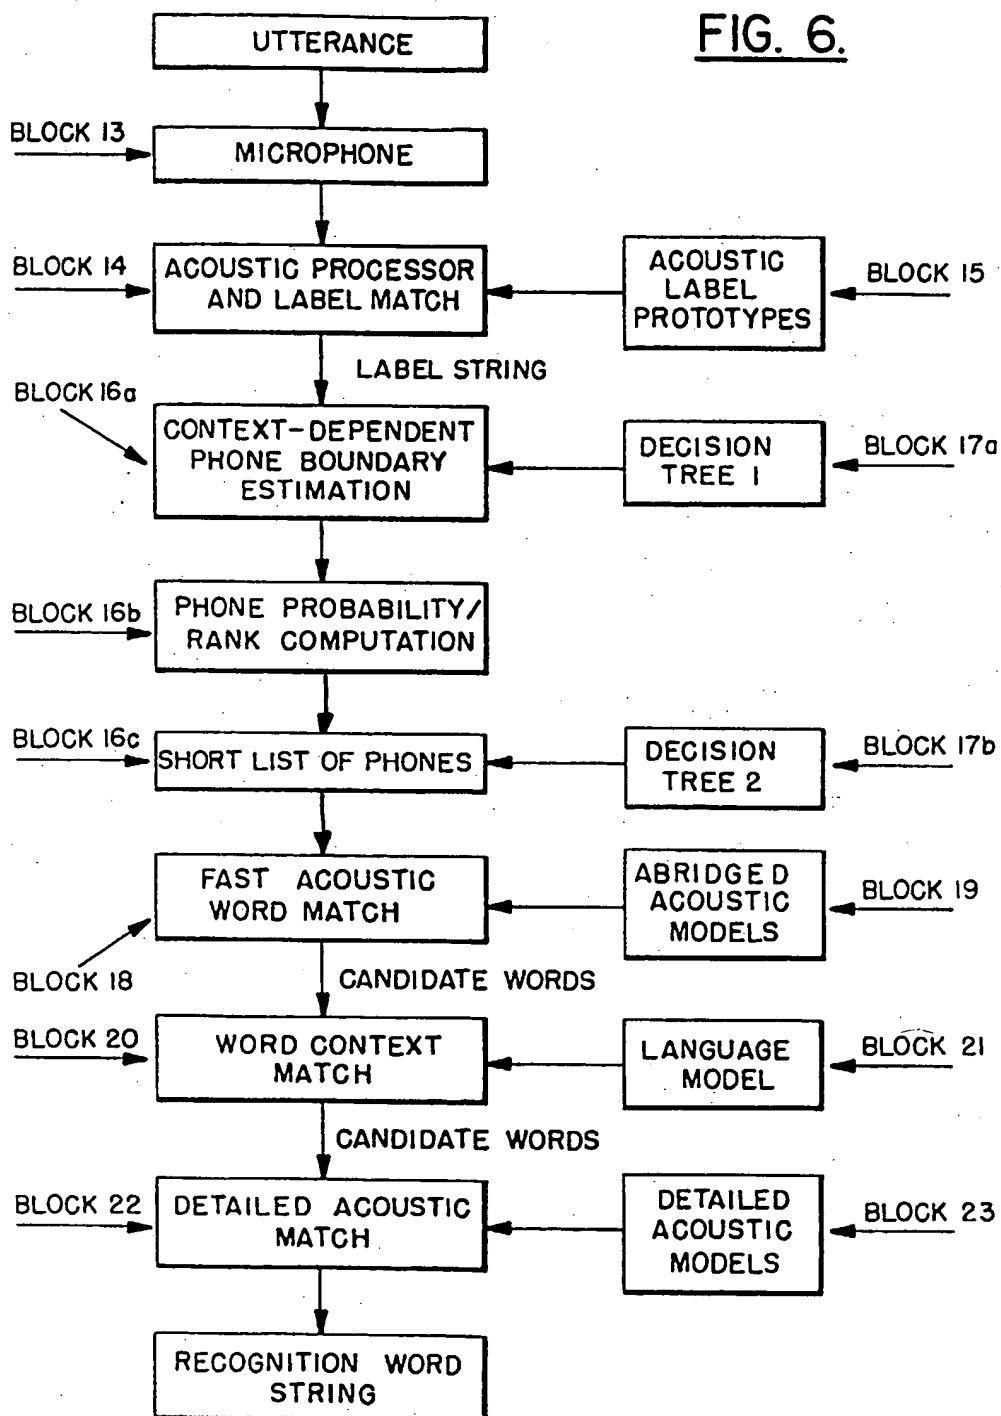 FIG. 6.
UTTERANCE
BLOCK 13
MICROPHONE
BLOCK 14
ACOUSTIC PROCESSOR
AND LABEL MATCH
ACOUSTIC
LABEL
PROTOTYPES
BLOCK 15
LABEL STRING
BLOCK 16a
CONTEXT-DEPENDENT
PHONE BOUNDARY
ESTIMATION
DECISION
TREE 1
BLOCK 17a
BLOCK 16b
PHONE PROBABILITY/
RANK COMPUTATION
BLOCK 16c
SHORT LIST OF PHONES
DECISION
TREE 2
BLOCK 17b
FAST ACOUSTIC
WORD MATCH
ABRIDGED
ACOUSTIC
MODELS
BLOCK 19
BLOCK 18
CANDIDATE WORDS
BLOCK 20
WORD CONTEXT
MATCH
LANGUAGE
MODEL
BLOCK 21
CANDIDATE WORDS
BLOCK 22
DETAILED ACOUSTIC
MATCH
DETAILED
ACOUSTIC
MODELS
BLOCK 23
RECOGNITION WORD
STRING